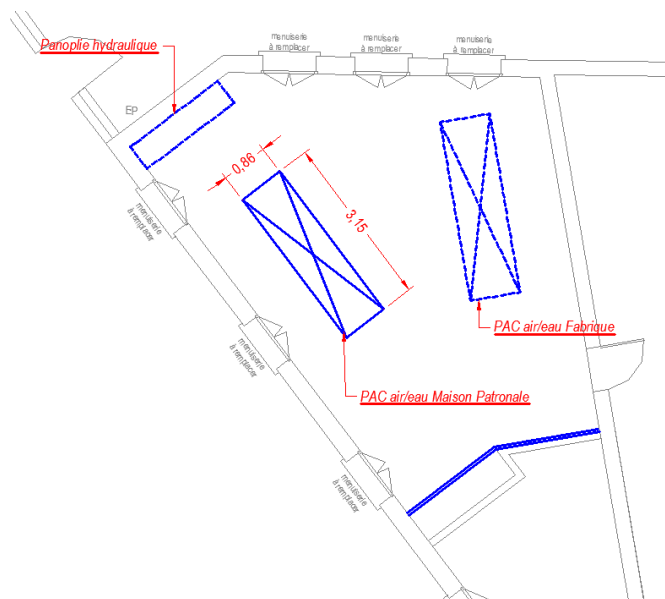 menuiserie
à remplacer
menuiserie
à remplacer
menuiserie
à remplacer
Panoplie hydraulique
EP
0,86
3,15
menuiserie
à remplacer
PAC air/eau Fabrique
menuiserie
à remplacer
PAC air/eau Maison Patronale
menuiserie
à remplacer